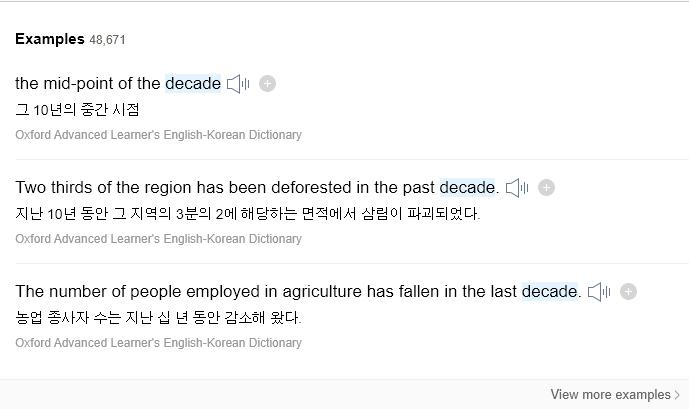 Examples 48,671
the mid-point of the decade
그 10년의 중간 시점
Oxford Advanced Learner's English-Korean Dictionary
Two thirds of the region has been deforested in the past decade.
지난 10년 동안 그 지역의 3분의 2에 해당하는 면적에서 삼림이 파괴되었다.
Oxford Advanced Learner's English-Korean Dictionary
The number of people employed in agriculture has fallen in the last decade.
농업 종사자 수는 지난 십 년 동안 감소해 왔다.
Oxford Advanced Learner's English-Korean Dictionary
View more examples